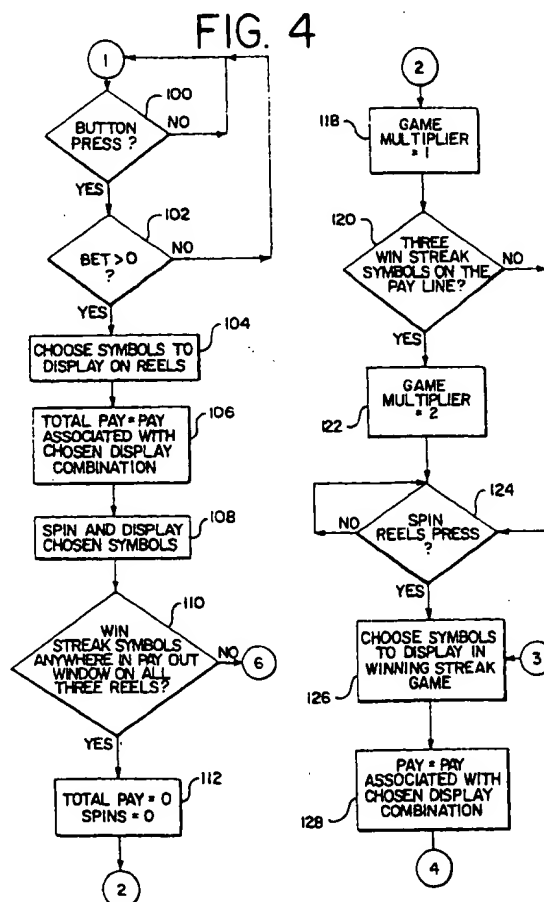 FIG. 4
1
100
BUTTON
PRESS ?
NO
YES
102
BET > 0
?
NO
YES
104
CHOOSE SYMBOLS TO
DISPLAY ON REELS
106
TOTAL PAY = PAY
ASSOCIATED WITH
CHOSEN DISPLAY
COMBINATION
108
SPIN AND DISPLAY
CHOSEN SYMBOLS
110
WIN
STREAK SYMBOLS
ANYWHERE IN PAY OUT
WINDOW ON ALL
THREE REELS?
NO
6
YES
112
TOTAL PAY = 0
SPINS = 0
2
2
118
GAME
MULTIPLIER
= 1
120
THREE
WIN STREAK
SYMBOLS ON THE
PAY LINE?
NO
YES
GAME
MULTIPLIER
= 2
122
124
SPIN
REELS PRESS
?
NO
YES
CHOOSE SYMBOLS
TO DISPLAY IN
WINNING STREAK
GAME
126
3
PAY = PAY
ASSOCIATED WITH
CHOSEN DISPLAY
COMBINATION
128
4